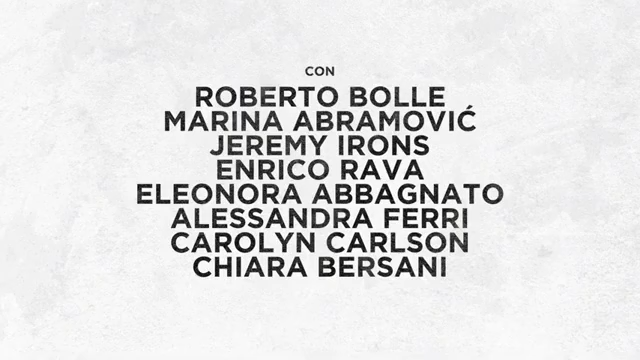 CON
ROBERTO BOLLE
MARINA ABRAMOVIĆ
JEREMY IRONS
ENRICO RAVA
ELEONORA ABBAGNATO
ALESSANDRA FERRI
CAROLYN CARLSON
CHIARA BERSANI